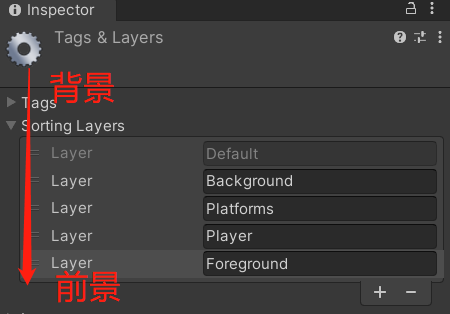 Inspector
Tags & Layers
背景
Tags
Sorting Layers
Layer Default
Layer Background
Layer Platforms
Layer Player
Layer Foreground
前景